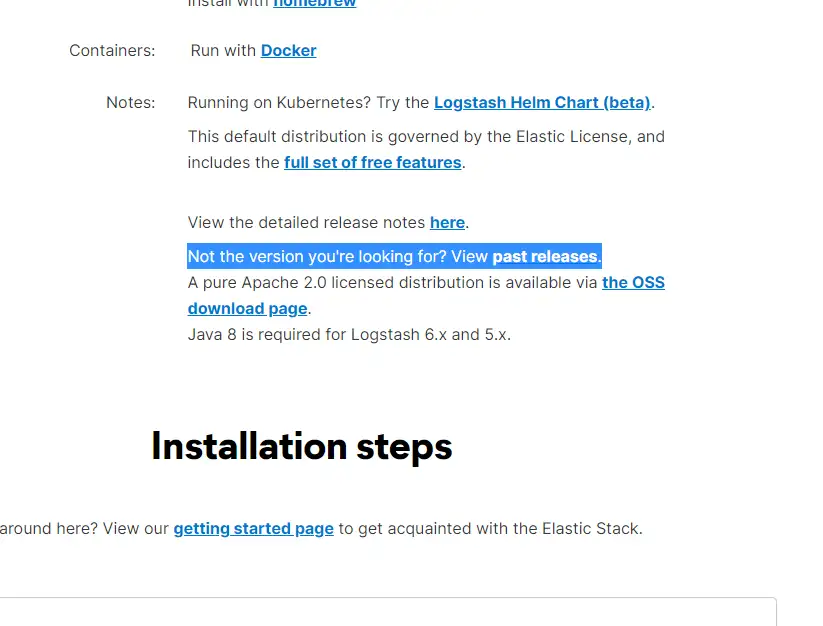 Install with homebrew
Containers: Run with Docker
Notes: Running on Kubernetes? Try the Logstash Helm Chart (beta).
This default distribution is governed by the Elastic License, and
includes the full set of free features.
View the detailed release notes here.
Not the version you're looking for? View past releases.
A pure Apache 2.0 licensed distribution is available via the OSS
download page.
Java 8 is required for Logstash 6.x and 5.x.
Installation steps
around here? View our getting started page to get acquainted with the Elastic Stack.